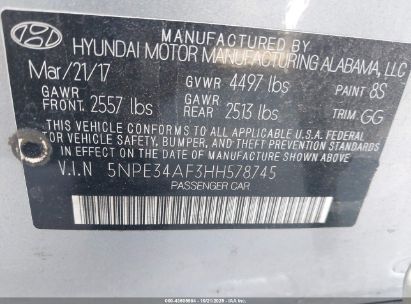 MANUFACTURED BY
HYUNDAI MOTOR MANUFACTURING ALABAMA, LLC
Mar/21/17 GVWR 4497 lbs PAINT 8S
GAWR FRONT 2557 lbs GAWR REAR 2513 lbs TRIM GG
THIS VEHICLE CONFORMS TO ALL APPLICABLE U.S.A. FEDERAL
MOTOR VEHICLE SAFETY, BUMPER, AND THEFT PREVENTION STANDARDS
IN EFFECT ON THE DATE OF MANUFACTURE SHOWN ABOVE.
V.I.N 5NPE34AF3HH578745
PASSENGER CAR